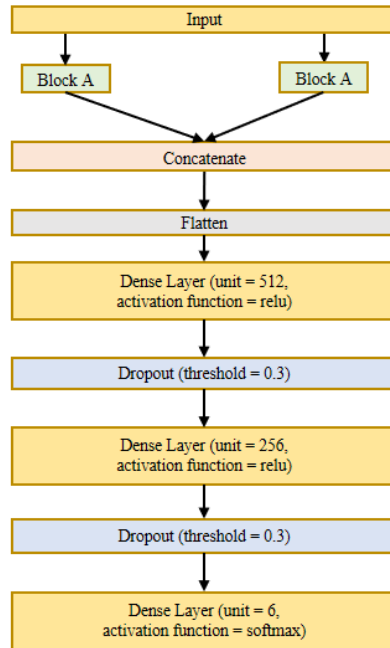 Input
Block A
Block A
Concatenate
Flatten
Dense Layer (unit = 512,
activation function = relu)
Dropout (threshold = 0.3)
Dense Layer (unit = 256,
activation function = relu)
Dropout (threshold = 0.3)
Dense Layer (unit = 6,
activation function = softmax)